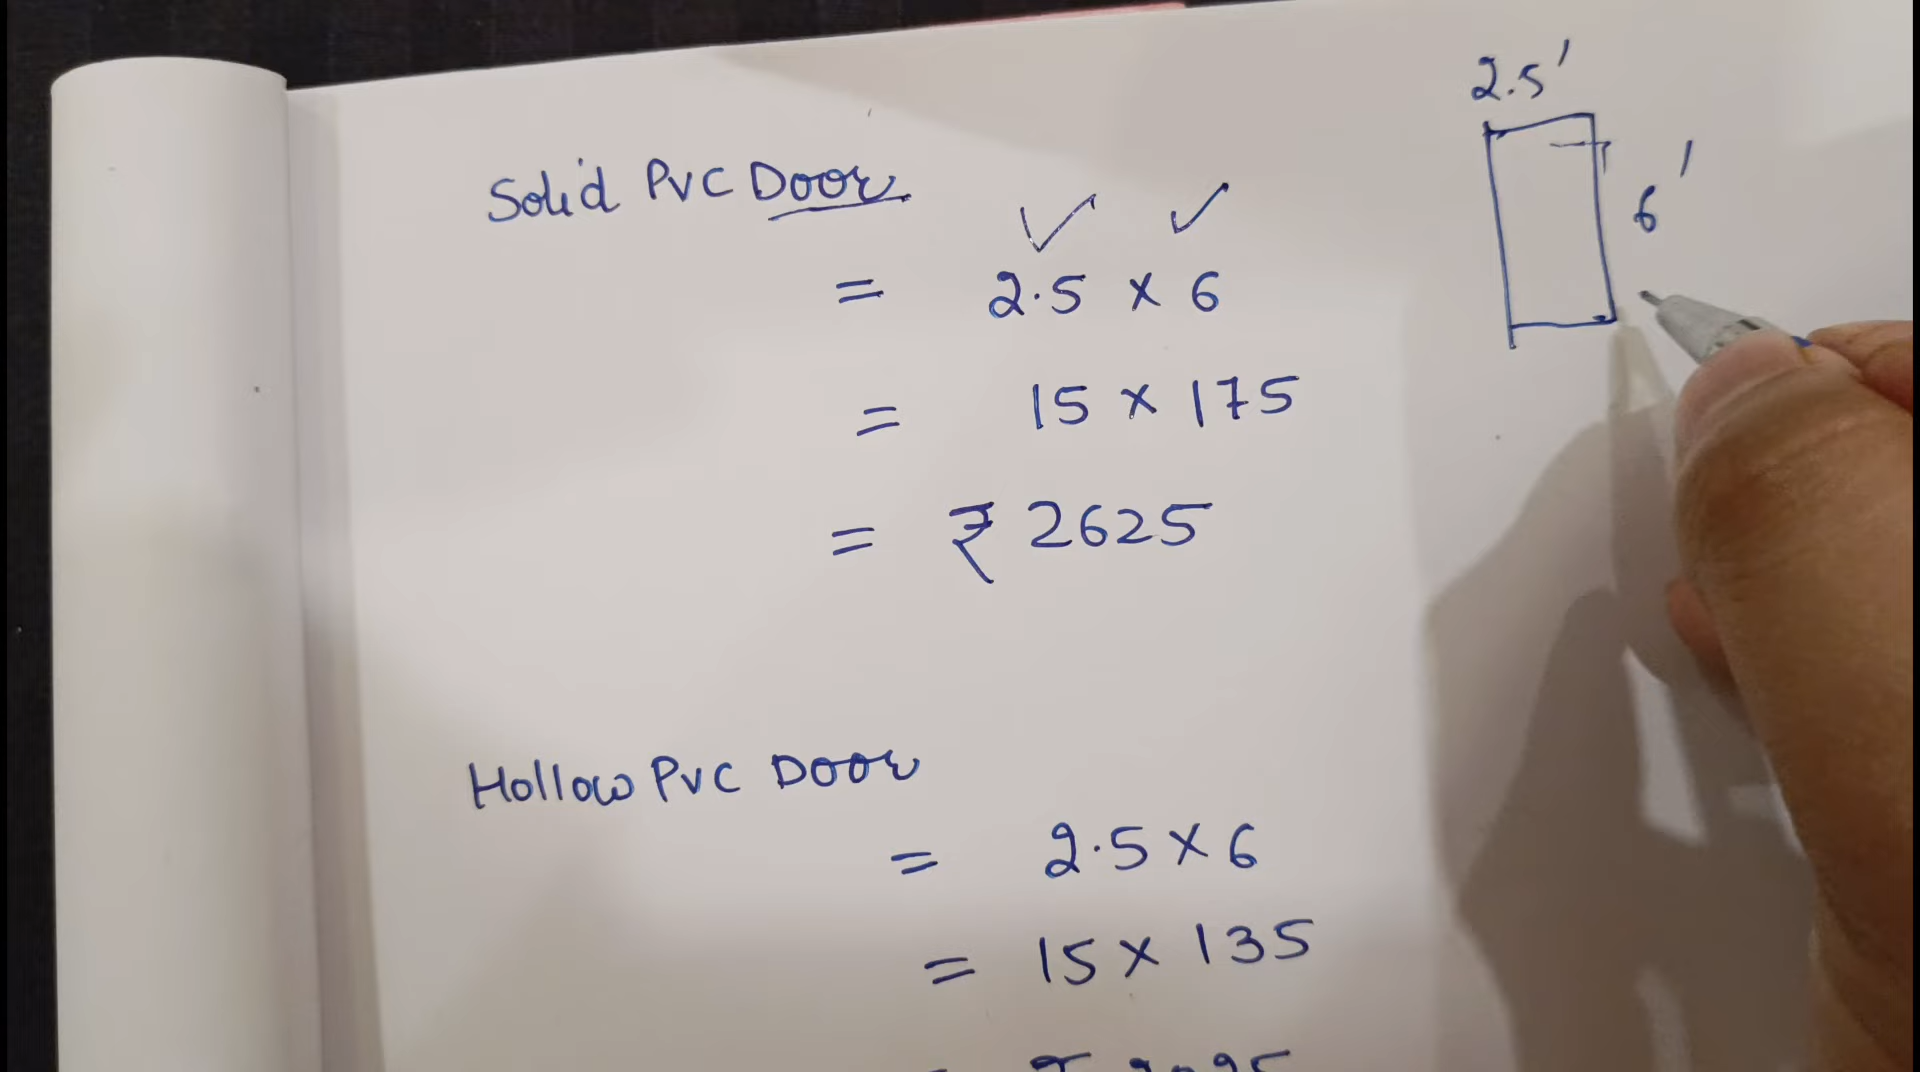 2.5'
6'
Solid PVC Door
= 2.5 x 6
= 15 x 175
= ₹ 2625
Hollow PVC Door
= 2.5 x 6
= 15 x 135